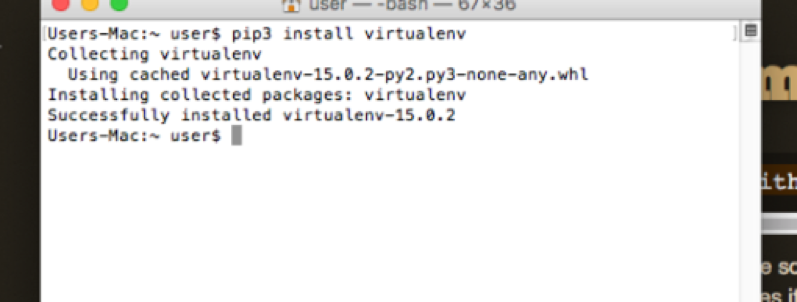 user — -bash — 67×36
Users-Mac:~ user$ pip3 install virtualenv
Collecting virtualenv
Using cached virtualenv-15.0.2-py2.py3-none-any.whl
Installing collected packages: virtualenv
Successfully installed virtualenv-15.0.2
Users-Mac:~ user$